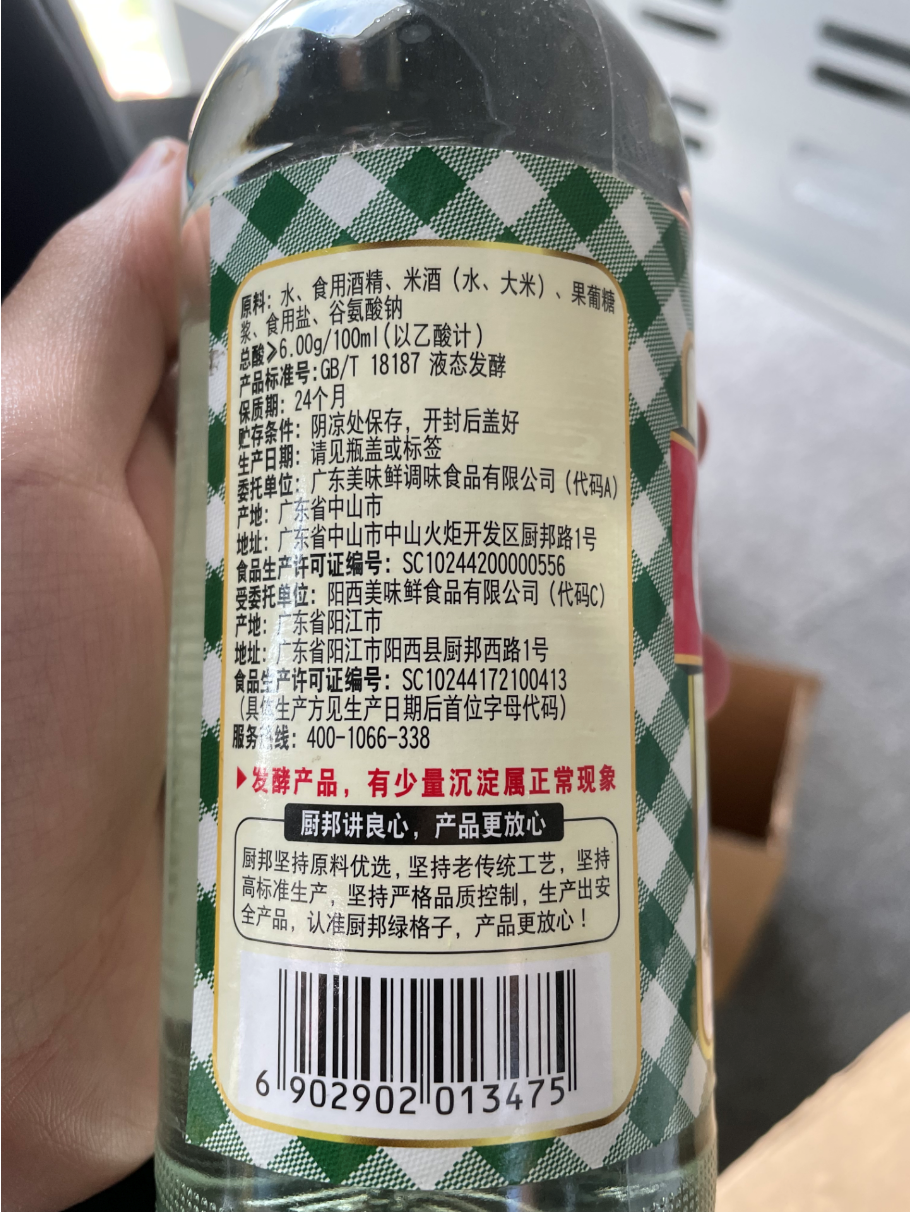 原料：水、食用酒精、米酒（水、大米）、果葡糖
浆、食用盐、谷氨酸钠
总酸≥6.00g/100ml(以乙酸计)
产品标准号:GB/T 18187 液态发酵
保质期：24个月
贮存条件：阴凉处保存，开封后盖好
生产日期：请见瓶盖或标签
委托单位：广东美味鲜调味食品有限公司（代码A）
产地：广东省中山市
地址：广东省中山市中山火炬开发区厨邦路1号
食品生产许可证编号：SC10244200000556
受委托单位：阳西美味鲜食品有限公司（代码C）
产地：广东省阳江市
地址：广东省阳江市阳西县厨邦西路1号
食品生产许可证编号：SC10244172100413
（具体生产方见生产日期后首位字母代码）
服务热线：400-1066-338
▶发酵产品，有少量沉淀属正常现象
厨邦讲良心，产品更放心
厨邦坚持原料优选，坚持老传统工艺，坚持
高标准生产，坚持严格品质控制，生产出安
全产品，认准厨邦绿格子，产品更放心！
6 902902 013475